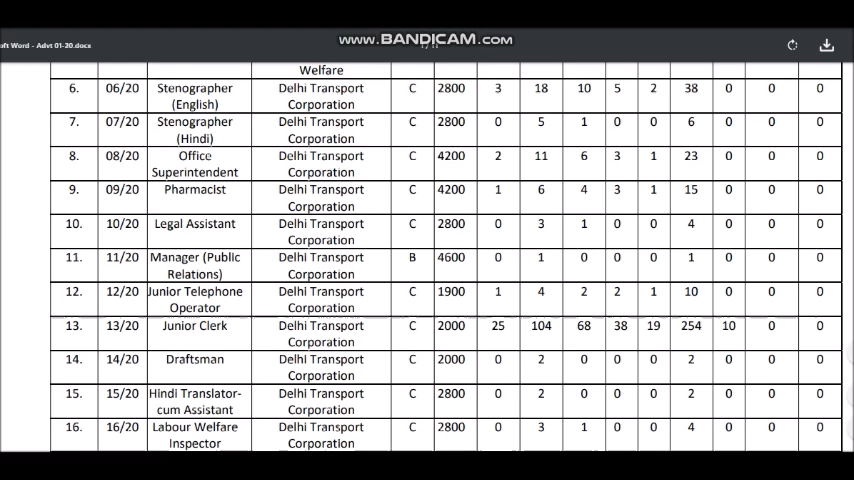 www.BANDICAM.com
oft Word - Advt 01-20.docx
Welfare
6. 06/20 Stenographer Delhi Transport C 2800 3 18 10 5 2 38 0 0 0
(English) Corporation
7. 07/20 Stenographer Delhi Transport C 2800 0 5 1 0 0 6 0 0 0
(Hindi) Corporation
8. 08/20 Office Delhi Transport C 4200 2 11 6 3 1 23 0 0 0
Superintendent Corporation
9. 09/20 Pharmacist Delhi Transport C 4200 1 6 4 3 1 15 0 0 0
Corporation
10. 10/20 Legal Assistant Delhi Transport C 2800 0 3 1 0 0 4 0 0 0
Corporation
11. 11/20 Manager (Public Delhi Transport B 4600 0 1 0 0 0 1 0 0 0
Relations) Corporation
12. 12/20 Junior Telephone Delhi Transport C 1900 1 4 2 2 1 10 0 0 0
Operator Corporation
13. 13/20 Junior Clerk Delhi Transport C 2000 25 104 68 38 19 254 10 0 0
Corporation
14. 14/20 Draftsman Delhi Transport C 2000 0 2 0 0 0 2 0 0 0
Corporation
15. 15/20 Hindi Translator- Delhi Transport C 2800 0 2 0 0 0 2 0 0 0
cum Assistant Corporation
16. 16/20 Labour Welfare Delhi Transport C 2800 0 3 1 0 0 4 0 0 0
Inspector Corporation